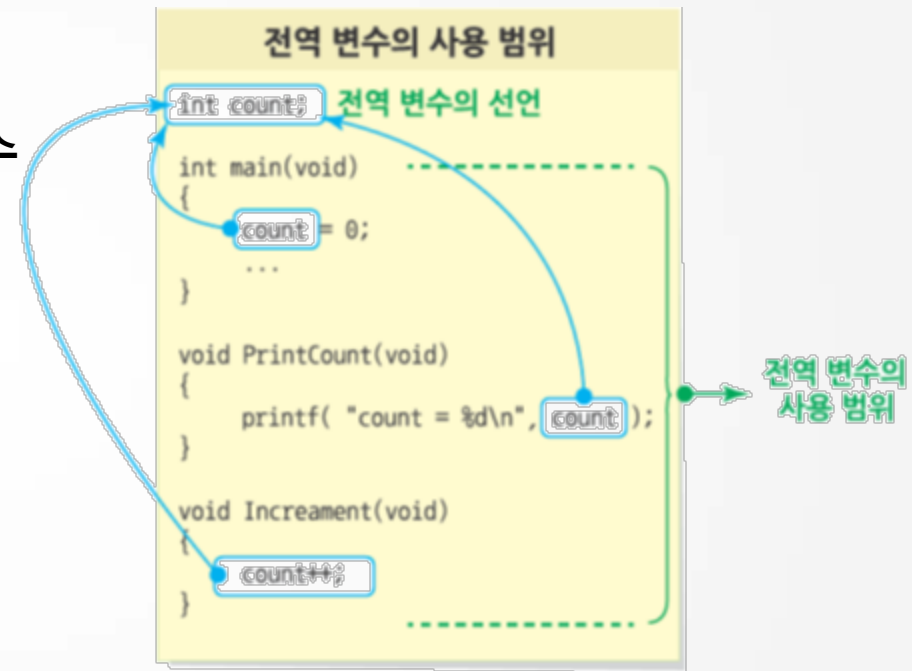 전역 변수의 사용 범위
int count; 전역 변수의 선언
int main(void)
{
count = 0;
...
}
void PrintCount(void)
{
printf( "count = %d\n", count );
}
void Increament(void)
{
count++;
}
전역 변수의
사용 범위